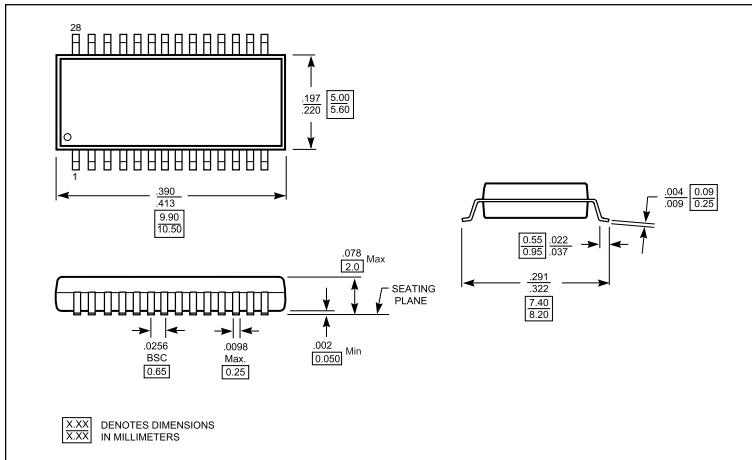 28
.197 5.00
.220 5.60
1
.390
.413
9.90
10.50
.004 0.09
.009 0.25
0.55 .022
0.95 .037
.291
.322
7.40
8.20
.078 Max
2.0
SEATING
PLANE
.0256
BSC
0.65
.0098
Max.
0.25
.002 Min
0.050
X.XX DENOTES DIMENSIONS
X.XX IN MILLIMETERS